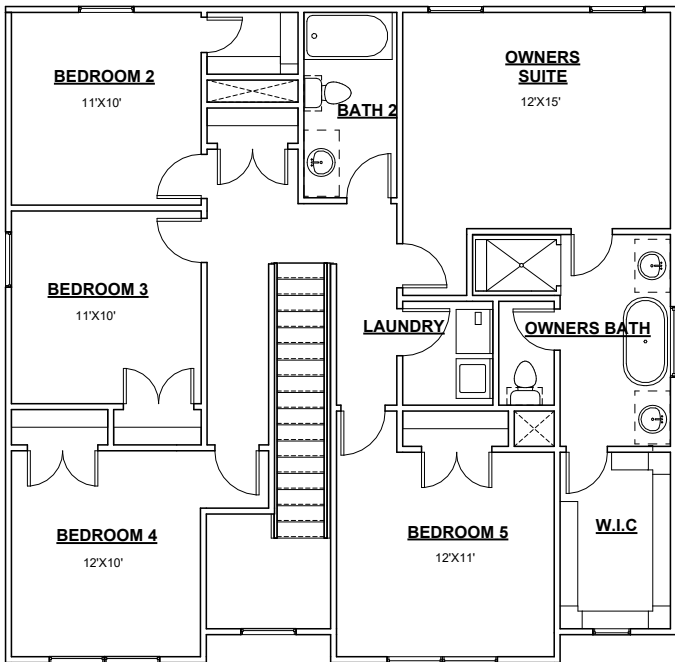 BEDROOM 2
11'X10'
BATH 2
OWNERS
SUITE
12'X15'
BEDROOM 3
11'X10'
LAUNDRY
OWNERS BATH
BEDROOM 4
12'X10'
BEDROOM 5
12'X11'
W.I.C